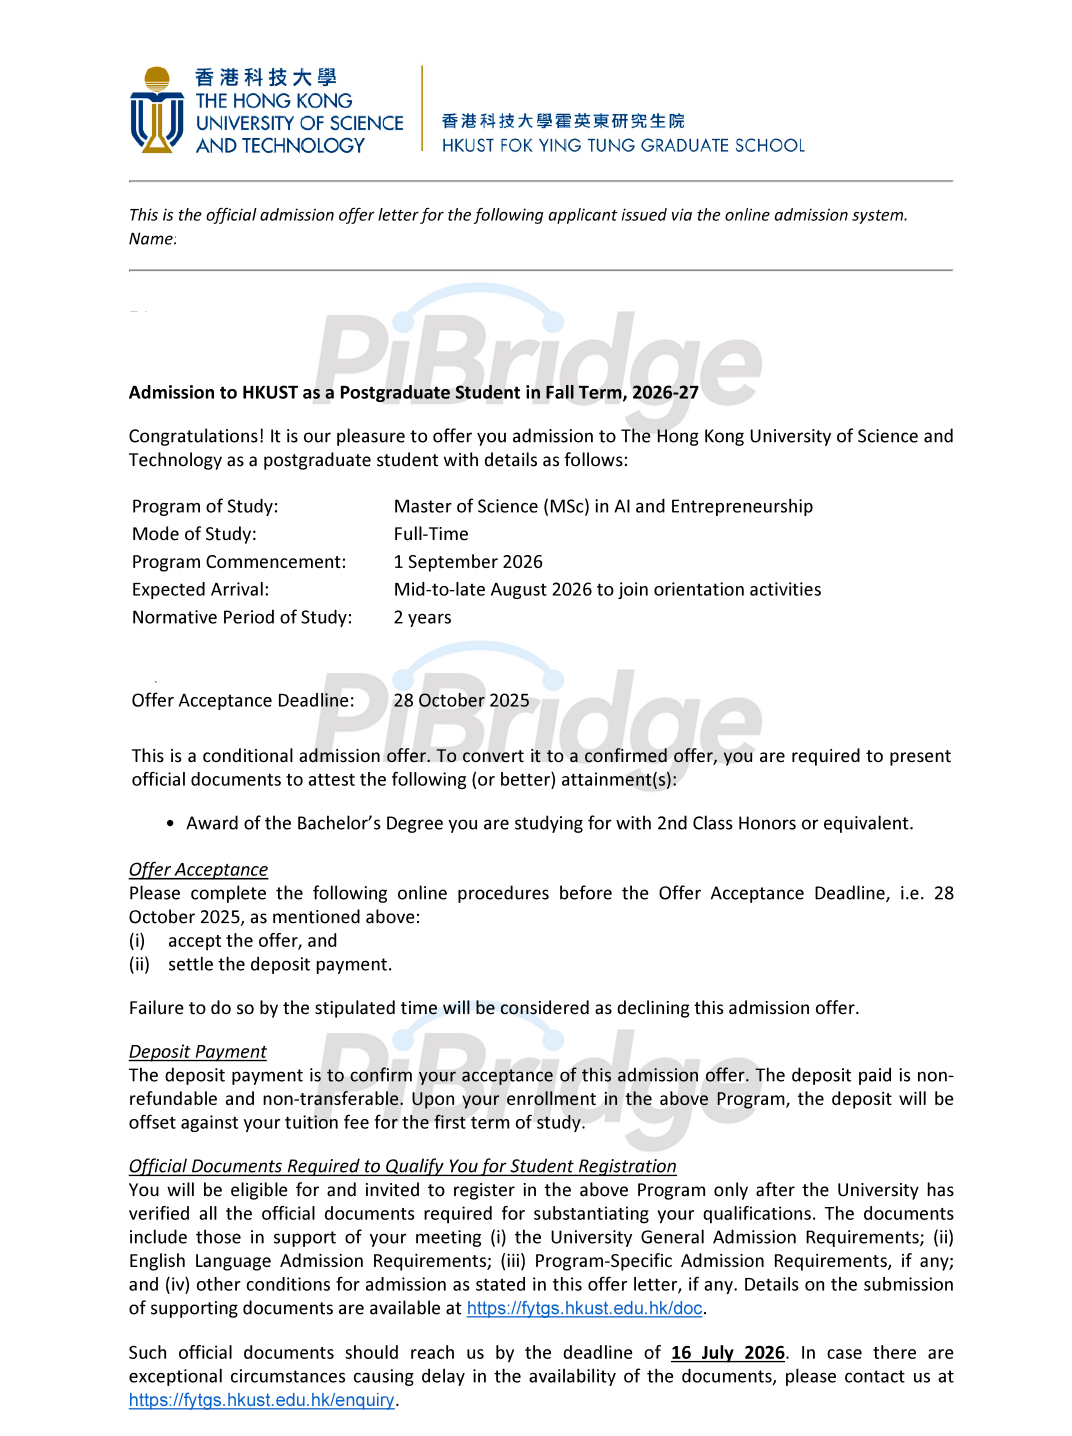 香港科技大學
THE HONG KONG
UNIVERSITY OF SCIENCE
AND TECHNOLOGY
香港科技大學霍英東研究生院
HKUST FOK YING TUNG GRADUATE SCHOOL
This is the official admission offer letter for the following applicant issued via the online admission system.
Name:
PiBridge
Admission to HKUST as a Postgraduate Student in Fall Term, 2026-27
Congratulations! It is our pleasure to offer you admission to The Hong Kong University of Science and
Technology as a postgraduate student with details as follows:
Program of Study: Master of Science (MSc) in AI and Entrepreneurship
Mode of Study: Full-Time
Program Commencement: 1 September 2026
Expected Arrival: Mid-to-late August 2026 to join orientation activities
Normative Period of Study: 2 years
PiBridge
Offer Acceptance Deadline: 28 October 2025
This is a conditional admission offer. To convert it to a confirmed offer, you are required to present
official documents to attest the following (or better) attainment(s):
• Award of the Bachelor’s Degree you are studying for with 2nd Class Honors or equivalent.
Offer Acceptance
Please complete the following online procedures before the Offer Acceptance Deadline, i.e. 28
October 2025, as mentioned above:
(i) accept the offer, and
(ii) settle the deposit payment.
Failure to do so by the stipulated time will be considered as declining this admission offer.
PiBridge
Deposit Payment
The deposit payment is to confirm your acceptance of this admission offer. The deposit paid is non-
refundable and non-transferable. Upon your enrollment in the above Program, the deposit will be
offset against your tuition fee for the first term of study.
Official Documents Required to Qualify You for Student Registration
You will be eligible for and invited to register in the above Program only after the University has
verified all the official documents required for substantiating your qualifications. The documents
include those in support of your meeting (i) the University General Admission Requirements; (ii)
English Language Admission Requirements; (iii) Program-Specific Admission Requirements, if any;
and (iv) other conditions for admission as stated in this offer letter, if any. Details on the submission
of supporting documents are available at https://fytgs.hkust.edu.hk/doc.
Such official documents should reach us by the deadline of 16 July 2026. In case there are
exceptional circumstances causing delay in the availability of the documents, please contact us at
https://fytgs.hkust.edu.hk/enquiry.